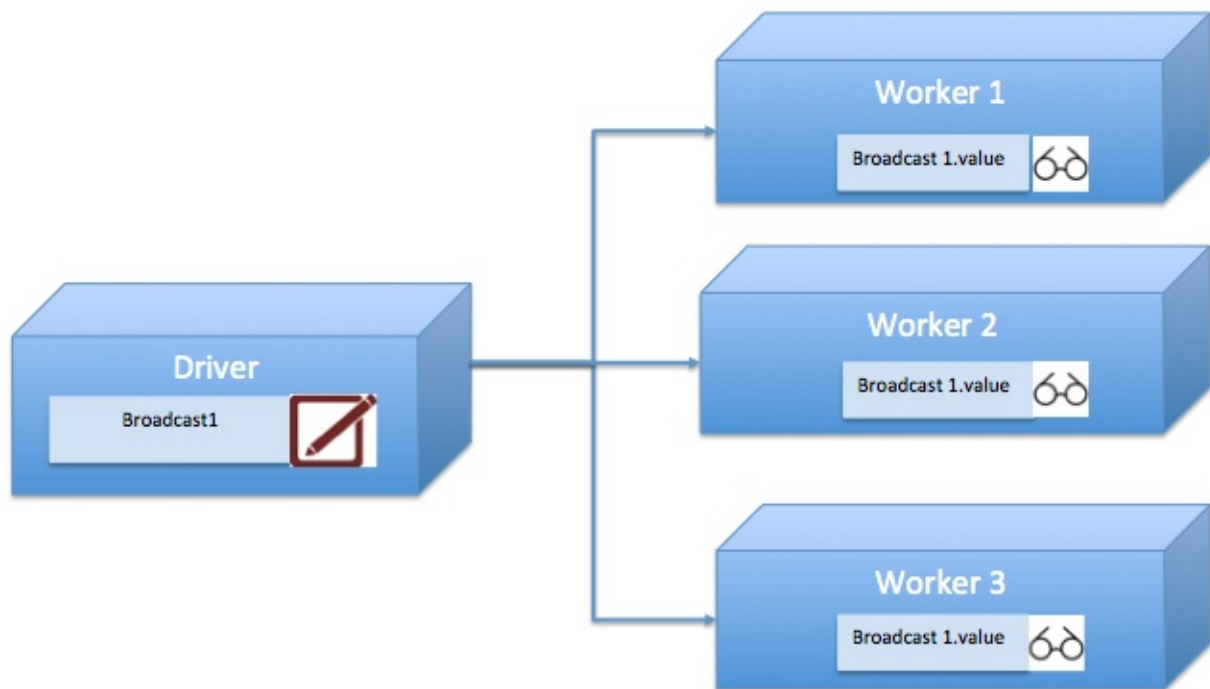 Worker 1
Broadcast 1.value
Worker 2
Broadcast 1.value
Driver
Broadcast1
Worker 3
Broadcast 1.value